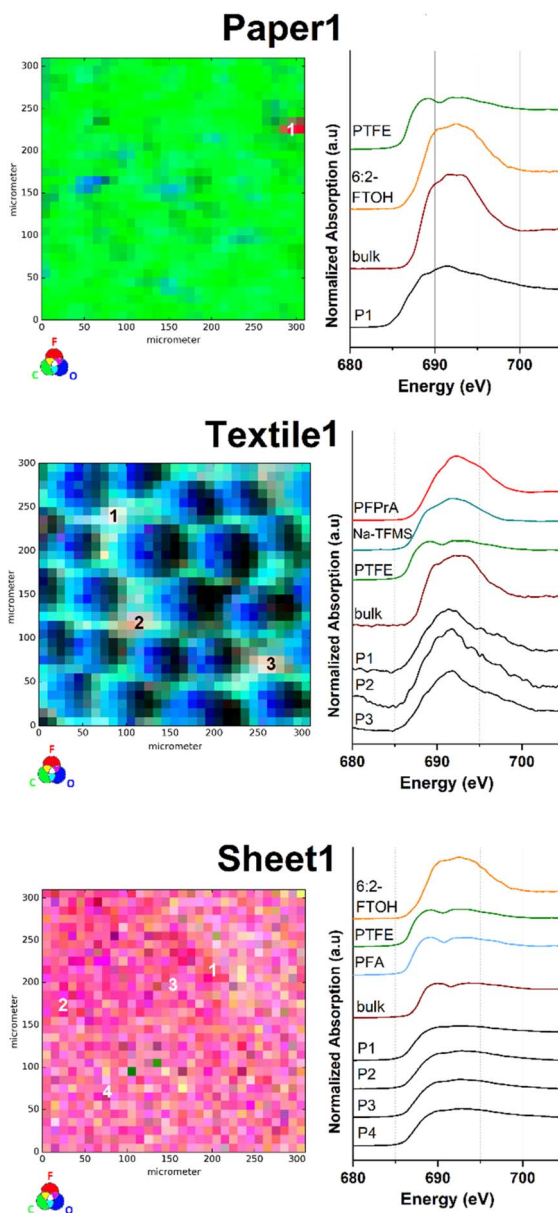 Paper1
300
250
200
150
100
50
0
micrometer
1
0 50 100 150 200 250 300
micrometer
F
C O
Normalized Absorption (a.u)
PTFE
6:2-
FTOH
bulk
P1
680 690 700
Energy (eV)
Textile1
300
250
200
150
100
50
0
micrometer
1
2
3
0 50 100 150 200 250 300
micrometer
F
C O
Normalized Absorption (a.u)
PFPrA
Na-TFMS
PTFE
bulk
P1
P2
P3
680 690 700
Energy (eV)
Sheet1
300
250
200
150
100
50
0
micrometer
1
3
2
4
0 50 100 150 200 250 300
micrometer
F
C O
Normalized Absorption (a.u)
6:2-
FTOH
PTFE
PFA
bulk
P1
P2
P3
P4
680 690 700
Energy (eV)